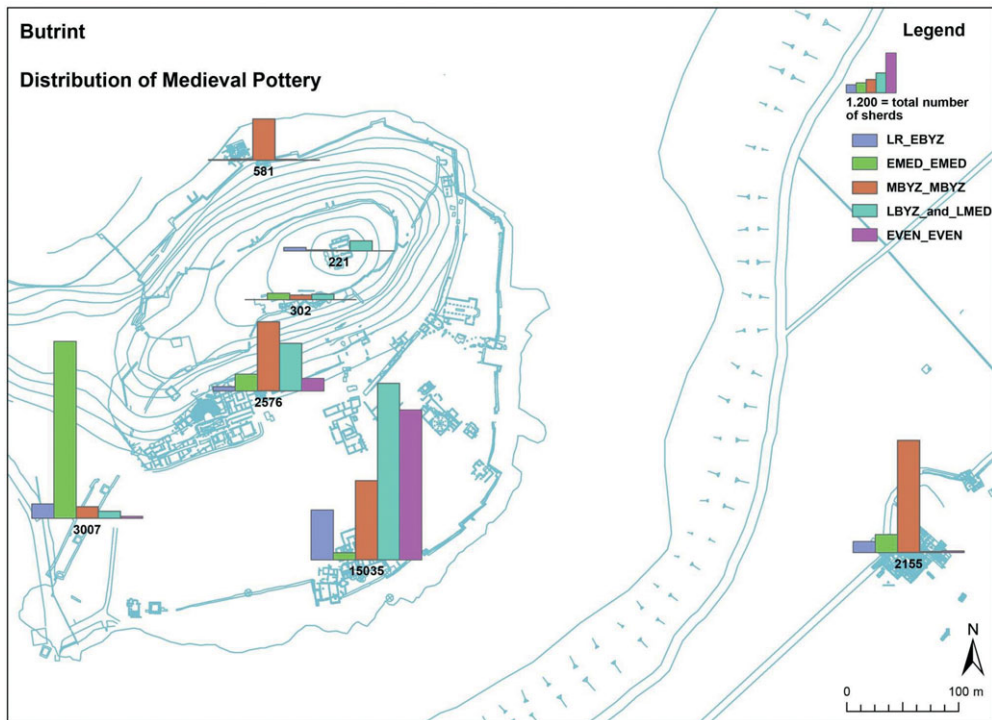 Butrint
Distribution of Medieval Pottery
Legend
1.200 = total number
of sherds
LR_EBYZ
EMED_EMED
MBYZ_MBYZ
LBYZ_and_LMED
EVEN_EVEN
581
221
302
2576
3007
15035
2155
N
0 100 m